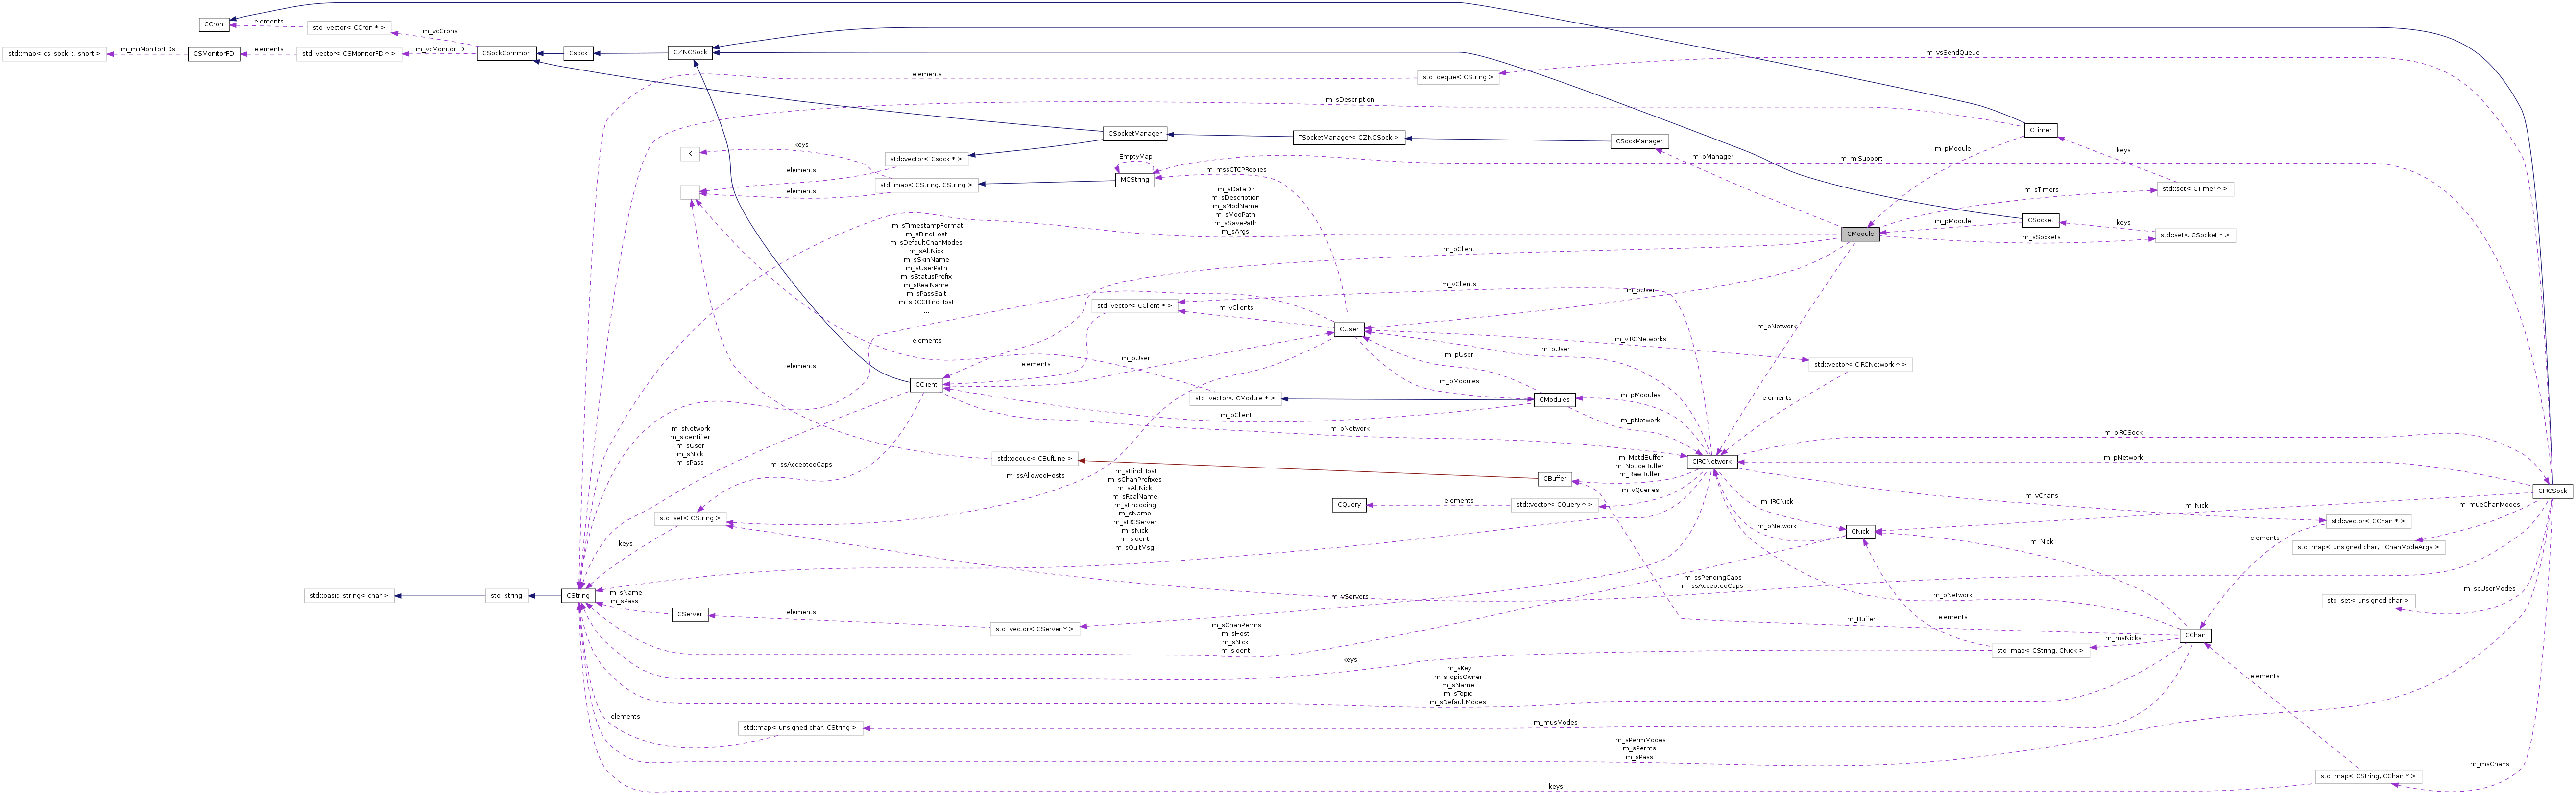 CCron
elements
std::vector< CCron * >
m_vcCrons
std::map< cs_sock_t, short >
m_miiMonitorFDs
CSMonitorFD
elements
std::vector< CSMonitorFD * >
m_vcMonitorFD
CSockCommon
Csock
CZNCSock
m_vsSendQueue
elements
std::deque< CString >
m_sDescription
CTimer
CSocketManager
TSocketManager< CZNCSock >
CSockManager
keys
K
std::vector< Csock * >
EmptyMap
m_pManager
m_mISupport
m_pModule
keys
elements
m_mssCTCPReplies
MCString
T
elements
std::map< CString, CString >
m_sTimers
std::set< CTimer * >
m_sDataDir
m_sDescription
m_sModName
m_sModPath
m_sSavePath
m_sArgs
CSocket
m_pModule
keys
CModule
m_sSockets
std::set< CSocket * >
m_sTimestampFormat
m_sBindHost
m_sDefaultChanModes
m_sAltNick
m_sSkinName
m_sUserPath
m_sStatusPrefix
m_sRealName
m_sPassSalt
m_sDCCBindHost
...
m_pClient
m_vClients
m_pUser
std::vector< CClient * >
m_vClients
CUser
m_pNetwork
elements
m_vIRCNetworks
m_pUser
m_pUser
m_pUser
elements
elements
std::vector< CIRCNetwork * >
CClient
m_pModules
std::vector< CModule * >
CModules
m_pModules
elements
m_pClient
m_pNetwork
m_pNetwork
m_sNetwork
m_sIdentifier
m_sUser
m_sNick
m_sPass
m_ssAcceptedCaps
std::deque< CBufLine >
m_ssAllowedHosts
CBuffer
m_MotdBuffer
m_NoticeBuffer
m_RawBuffer
CIRCNetwork
m_pIRCSock
m_pNetwork
CIRCSock
m_sBindHost
m_sChanPrefixes
m_sAltNick
m_sRealName
m_sEncoding
m_sName
m_sIRCServer
m_sNick
m_sIdent
m_sQuitMsg
...
m_vQueries
m_vChans
CQuery
elements
std::vector< CQuery * >
m_IRCNick
m_Nick
m_mueChanModes
std::set< CString >
m_pNetwork
CNick
std::vector< CChan * >
keys
m_Nick
elements
std::map< unsigned char, EChanModeArgs >
m_ssPendingCaps
m_ssAcceptedCaps
m_scUserModes
std::basic_string< char >
std::string
CString
m_sName
m_sPass
m_vServers
m_pNetwork
std::set< unsigned char >
CServer
elements
std::vector< CServer * >
m_Buffer
elements
CChan
m_sChanPerms
m_sHost
m_sNick
m_sIdent
m_msNicks
std::map< CString, CNick >
keys
m_sKey
m_sTopicOwner
m_sName
m_sTopic
m_sDefaultModes
elements
elements
std::map< unsigned char, CString >
m_musModes
m_sPermModes
m_sPerms
m_sPass
m_msChans
std::map< CString, CChan * >
keys